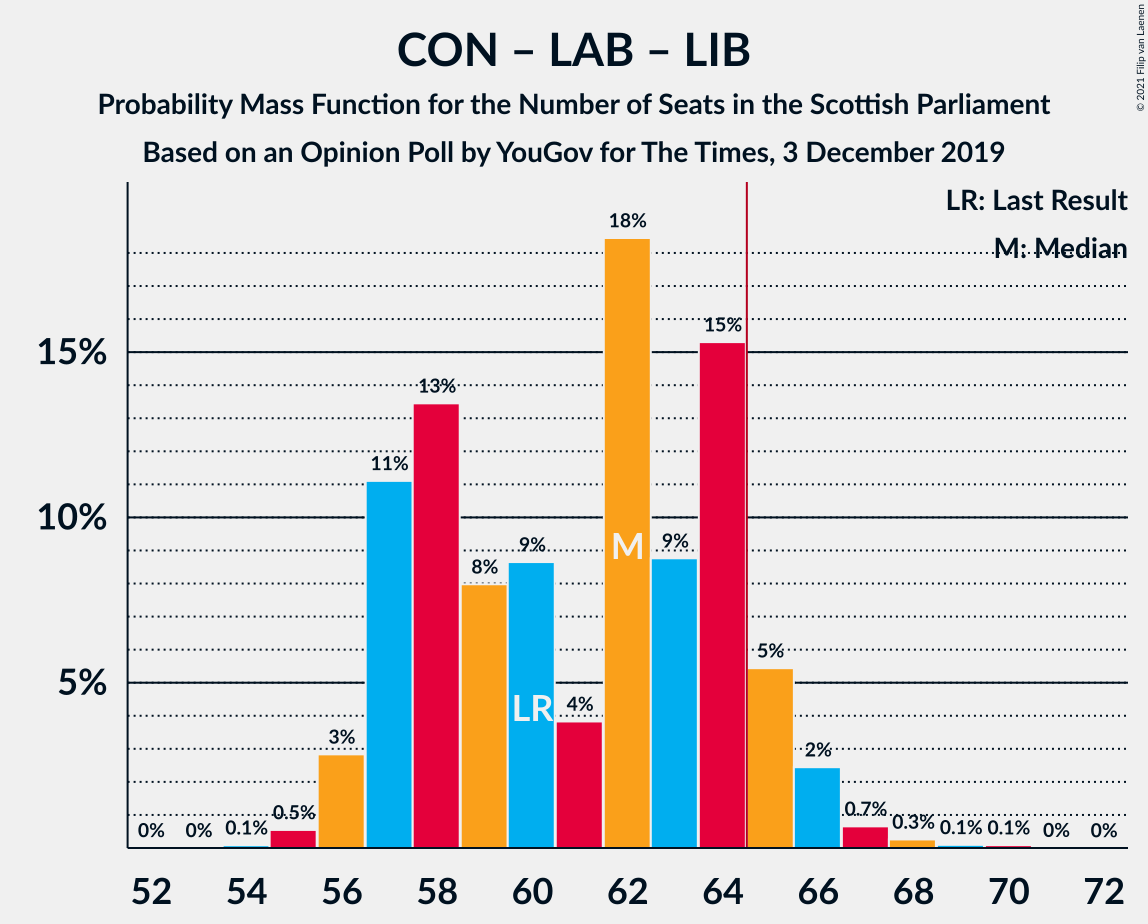 CON – LAB – LIB
Probability Mass Function for the Number of Seats in the Scottish Parliament
Based on an Opinion Poll by YouGov for The Times, 3 December 2019
© 2021 Filip van Laenen
LR: Last Result
M: Median
15%
10%
5%
0%
0%
0.1%
0.5%
3%
11%
13%
8%
9%
4%
18%
9%
15%
5%
2%
0.7%
0.3%
0.1%
0.1%
0%
0%
LR
M
52 54 56 58 60 62 64 66 68 70 72